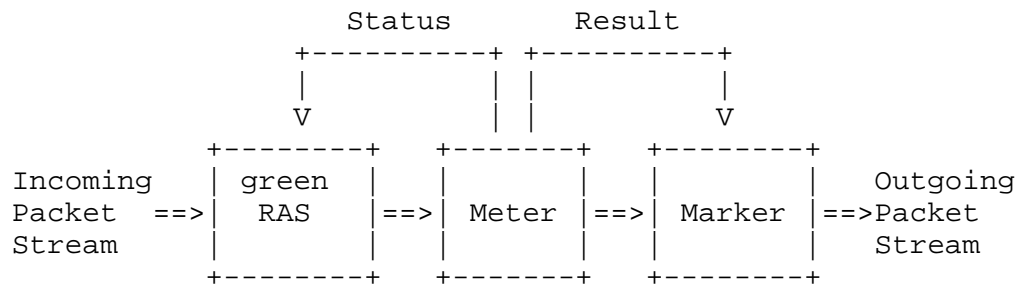 Status Result
Incoming green Outgoing
Packet ==> RAS ==> Meter ==> Marker ==>Packet
Stream Stream